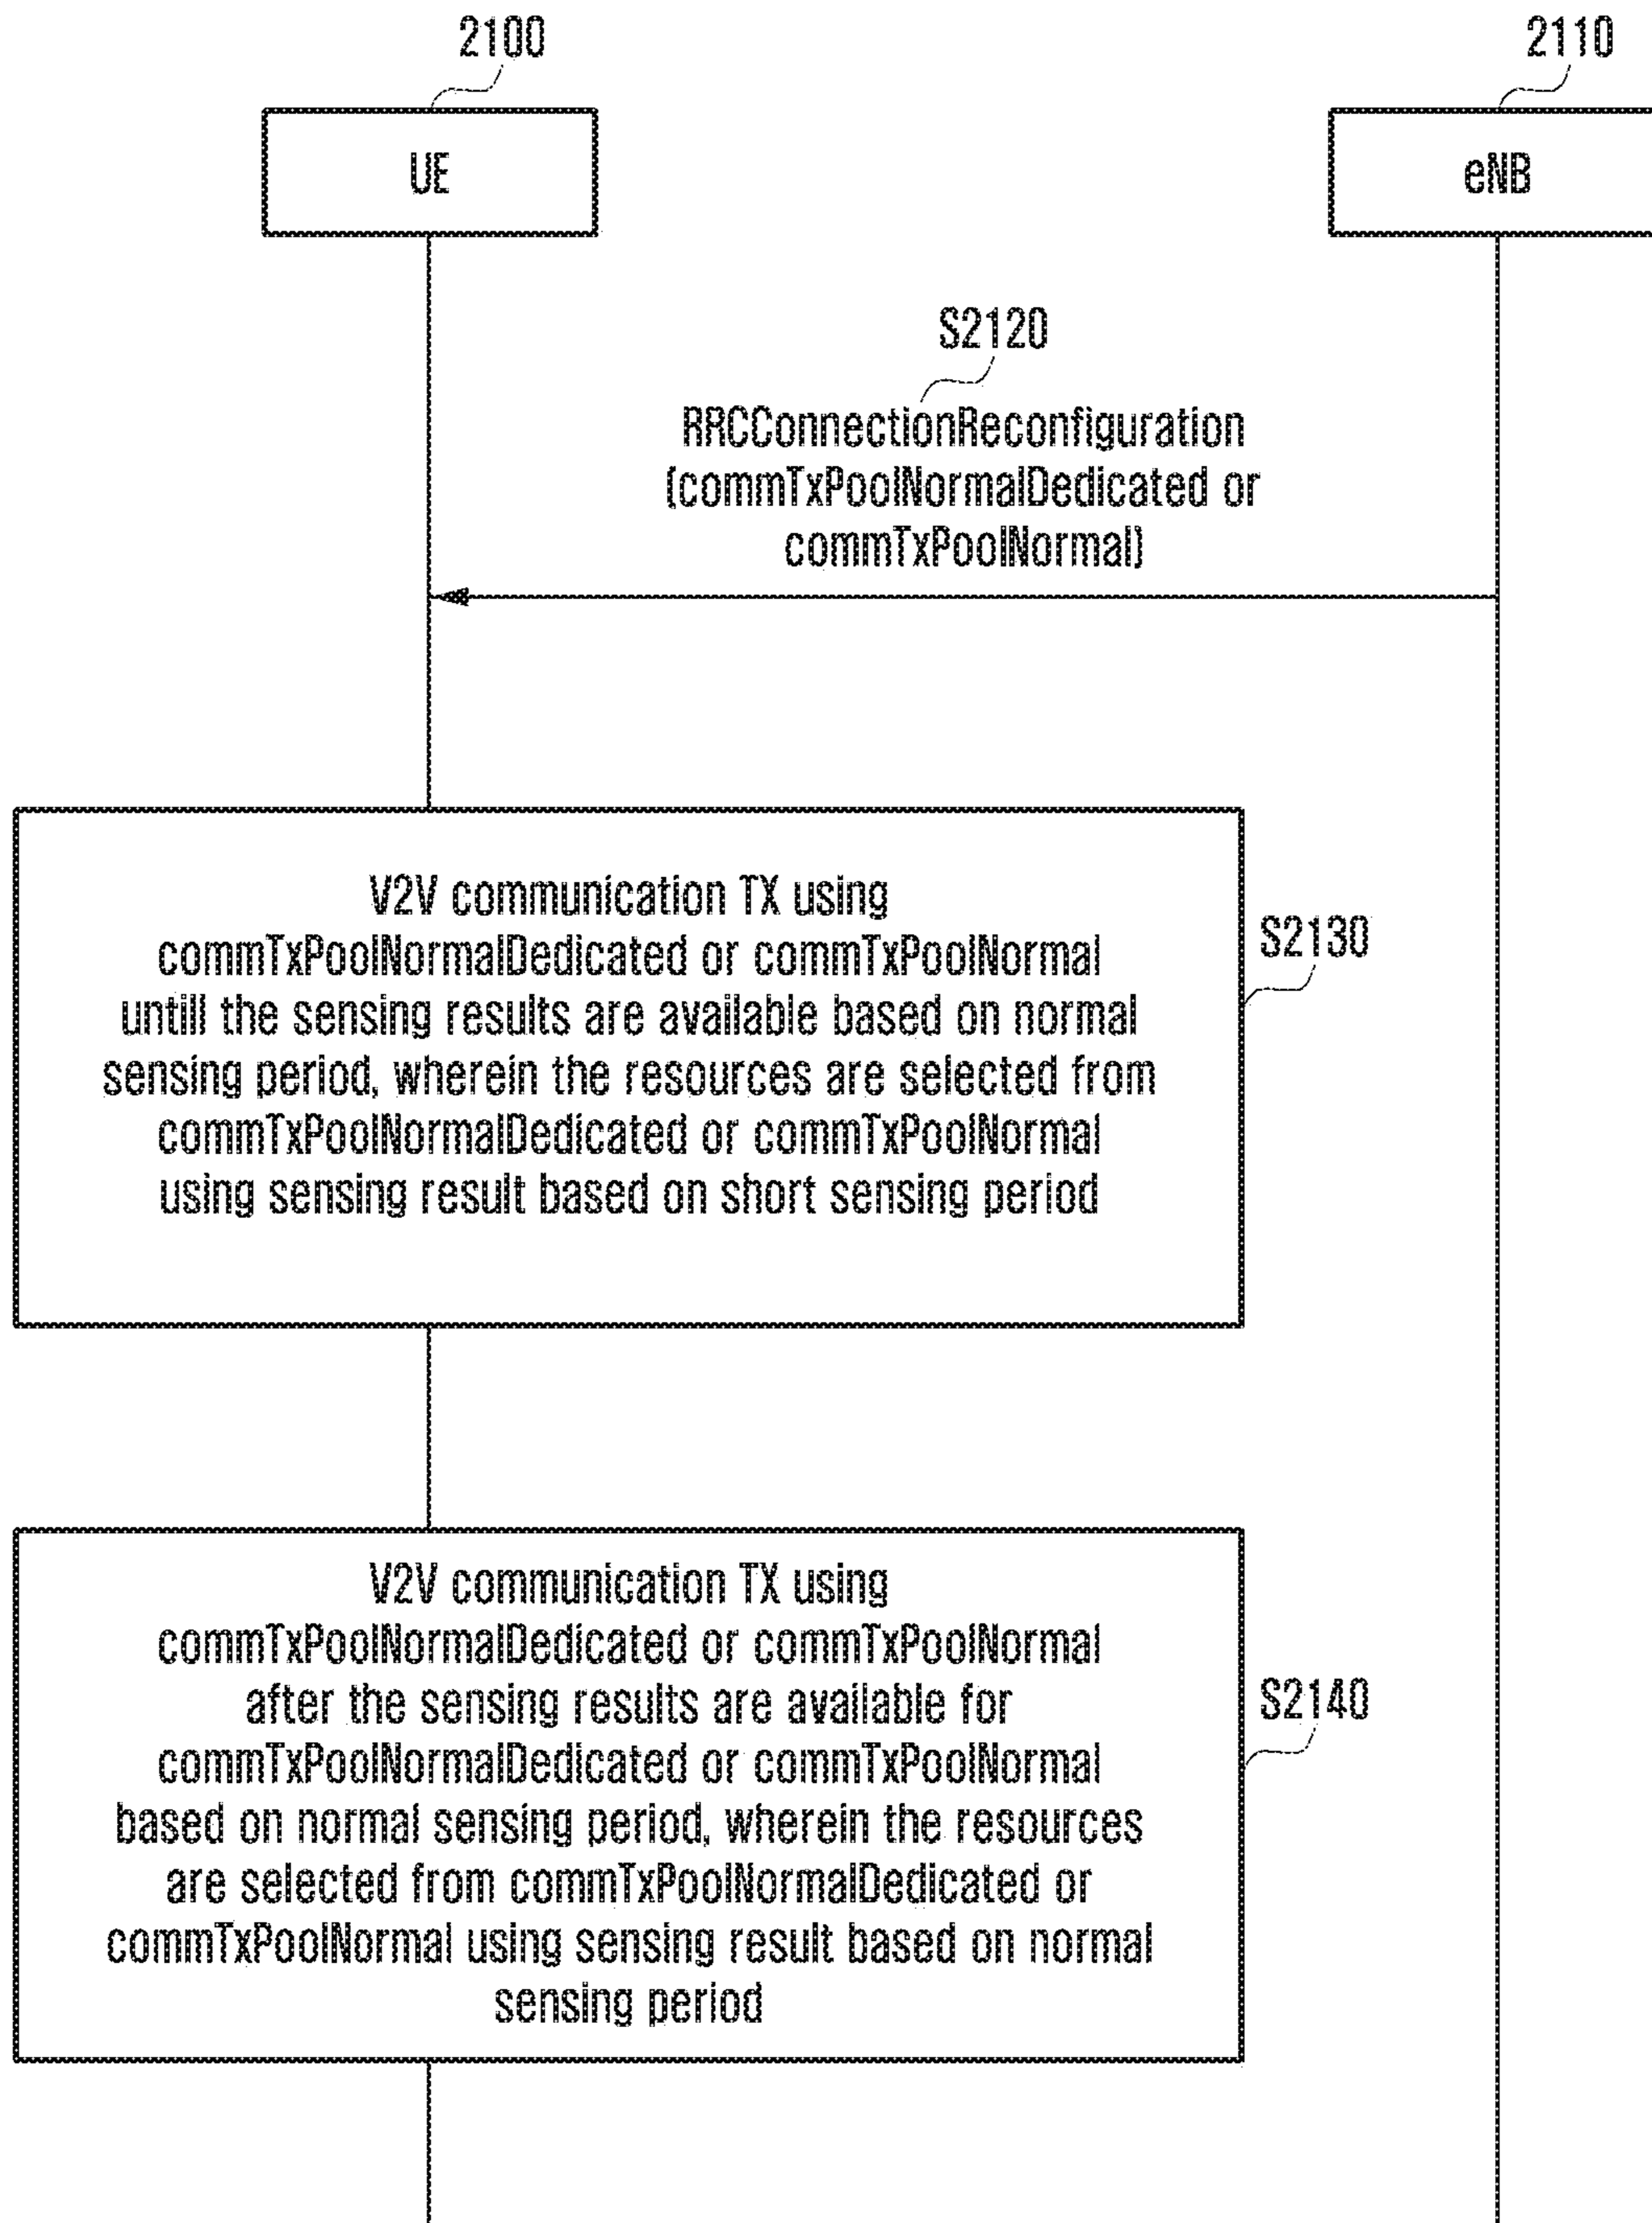 2100
2110
UE
eNB
S2120
RRCConnectionReconfiguration
(commTxPoolNormalDedicated or
commTxPoolNormal)
V2V communication TX using
commTxPoolNormalDedicated or commTxPoolNormal
untill the sensing results are available based on normal
sensing period, wherein the resources are selected from
commTxPoolNormalDedicated or commTxPoolNormal
using sensing result based on short sensing period
S2130
V2V communication TX using
commTxPoolNormalDedicated or commTxPoolNormal
after the sensing results are available for
commTxPoolNormalDedicated or commTxPoolNormal
based on normal sensing period, wherein the resources
are selected from commTxPoolNormalDedicated or
commTxPoolNormal using sensing result based on normal
sensing period
S2140